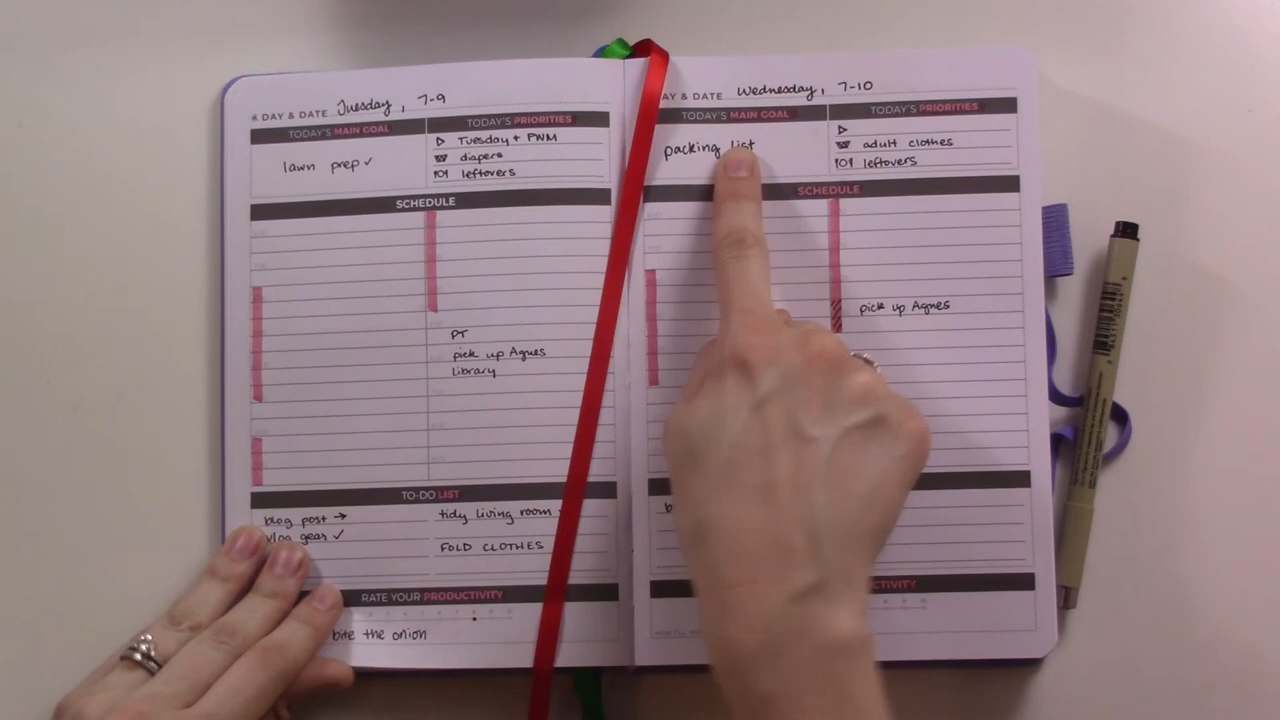 DAY & DATE Tuesday, 7-9
TODAY'S MAIN GOAL
TODAY'S PRIORITIES
lawn prep ✓
Tuesday + PWM
diapers
leftovers
SCHEDULE
PT
pick up Agnes
Library
TO-DO LIST
blog post →
vlog gear ✓
tidy living room
FOLD CLOTHES
RATE YOUR PRODUCTIVITY
bite the onion
AY & DATE Wednesday, 7-10
TODAY'S MAIN GOAL
TODAY'S PRIORITIES
packing list
adult clothes
leftovers
SCHEDULE
pick up Agnes
b
CTIVITY